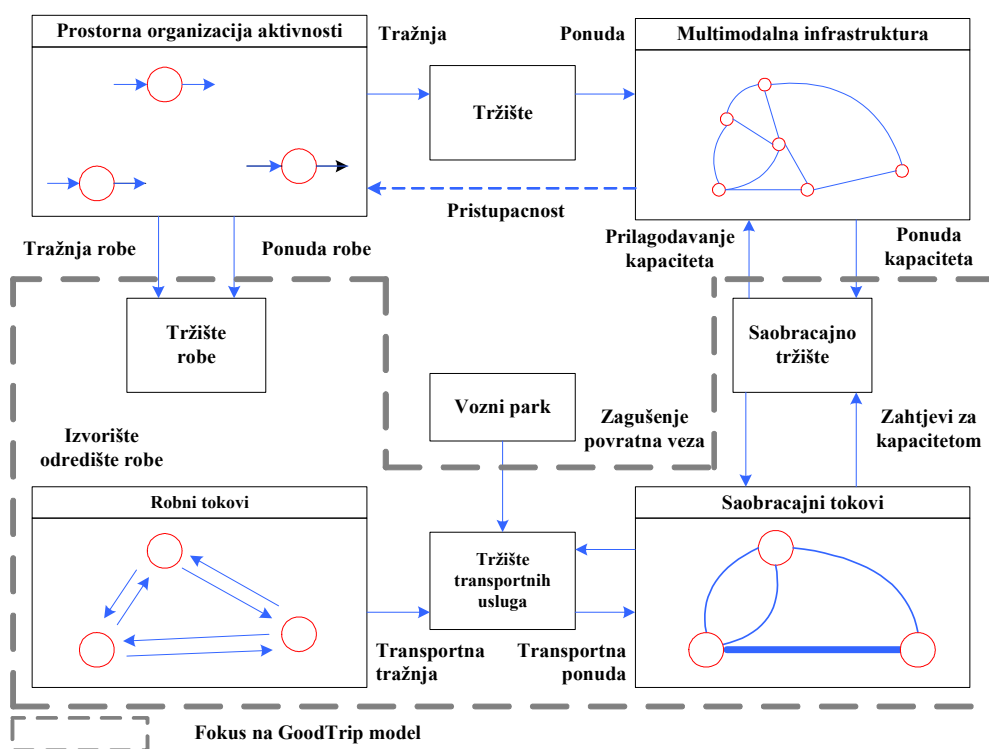 Prostorna organizacija aktivnosti
Tražnja
Ponuda
Multimodalna infrastruktura
Tržište
Pristupacnost
Tražnja robe
Ponuda robe
Prilagodavanje
kapaciteta
Ponuda
kapaciteta
Tržište
robe
Saobracajno
tržište
Vozni park
Zagušenje
povratna veza
Zahtjevi za
kapacitetom
Izvorište
odredište robe
Robni tokovi
Saobracajni tokovi
Tržište
transportnih
usluga
Transportna
tražnja
Transportna
ponuda
Fokus na GoodTrip model